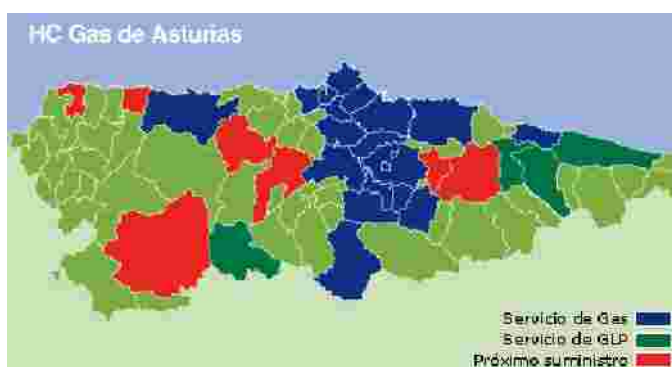 HC Gas de Asturias
Servicio de Gas
Servicio de GLP
Próximo suministro